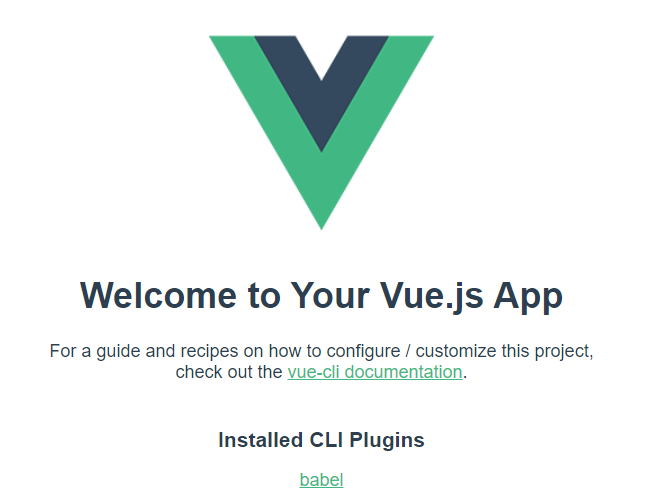 Welcome to Your Vue.js App
For a guide and recipes on how to configure / customize this project,
check out the vue-cli documentation.
Installed CLI Plugins
babel